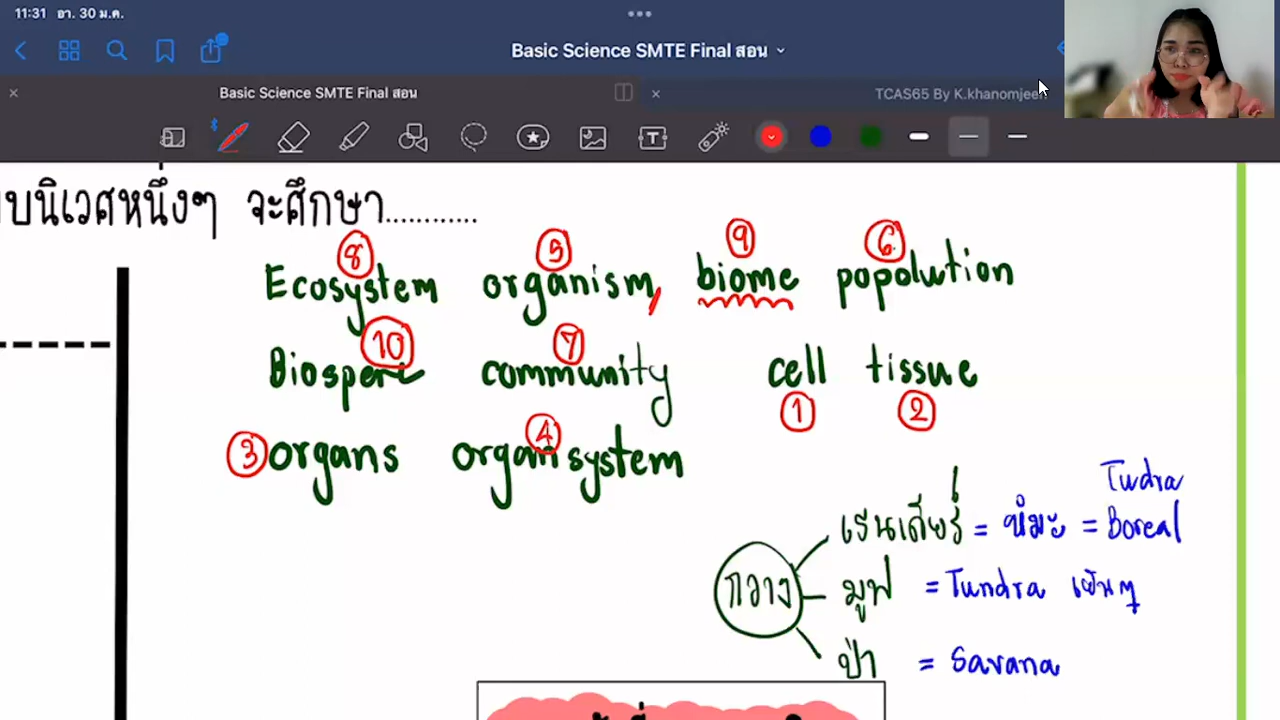 11:31 อา. 30 ม.ค.
Basic Science SMTE Final สอน
Basic Science SMTE Final สอน
TCAS65 By K.khanomjeen
บนิเวศหนึ่งๆ จะศึกษา............
8 5 9 6
Ecosystem organism, biome popolution
10 7
Biospere community cell tissue
1 2
4
3 organs organ system
Tudra
เรนเดียร์ = หิมะ = Boreal
กวาง มูฟ = Tundra เย็นๆ
ป่า = Savana